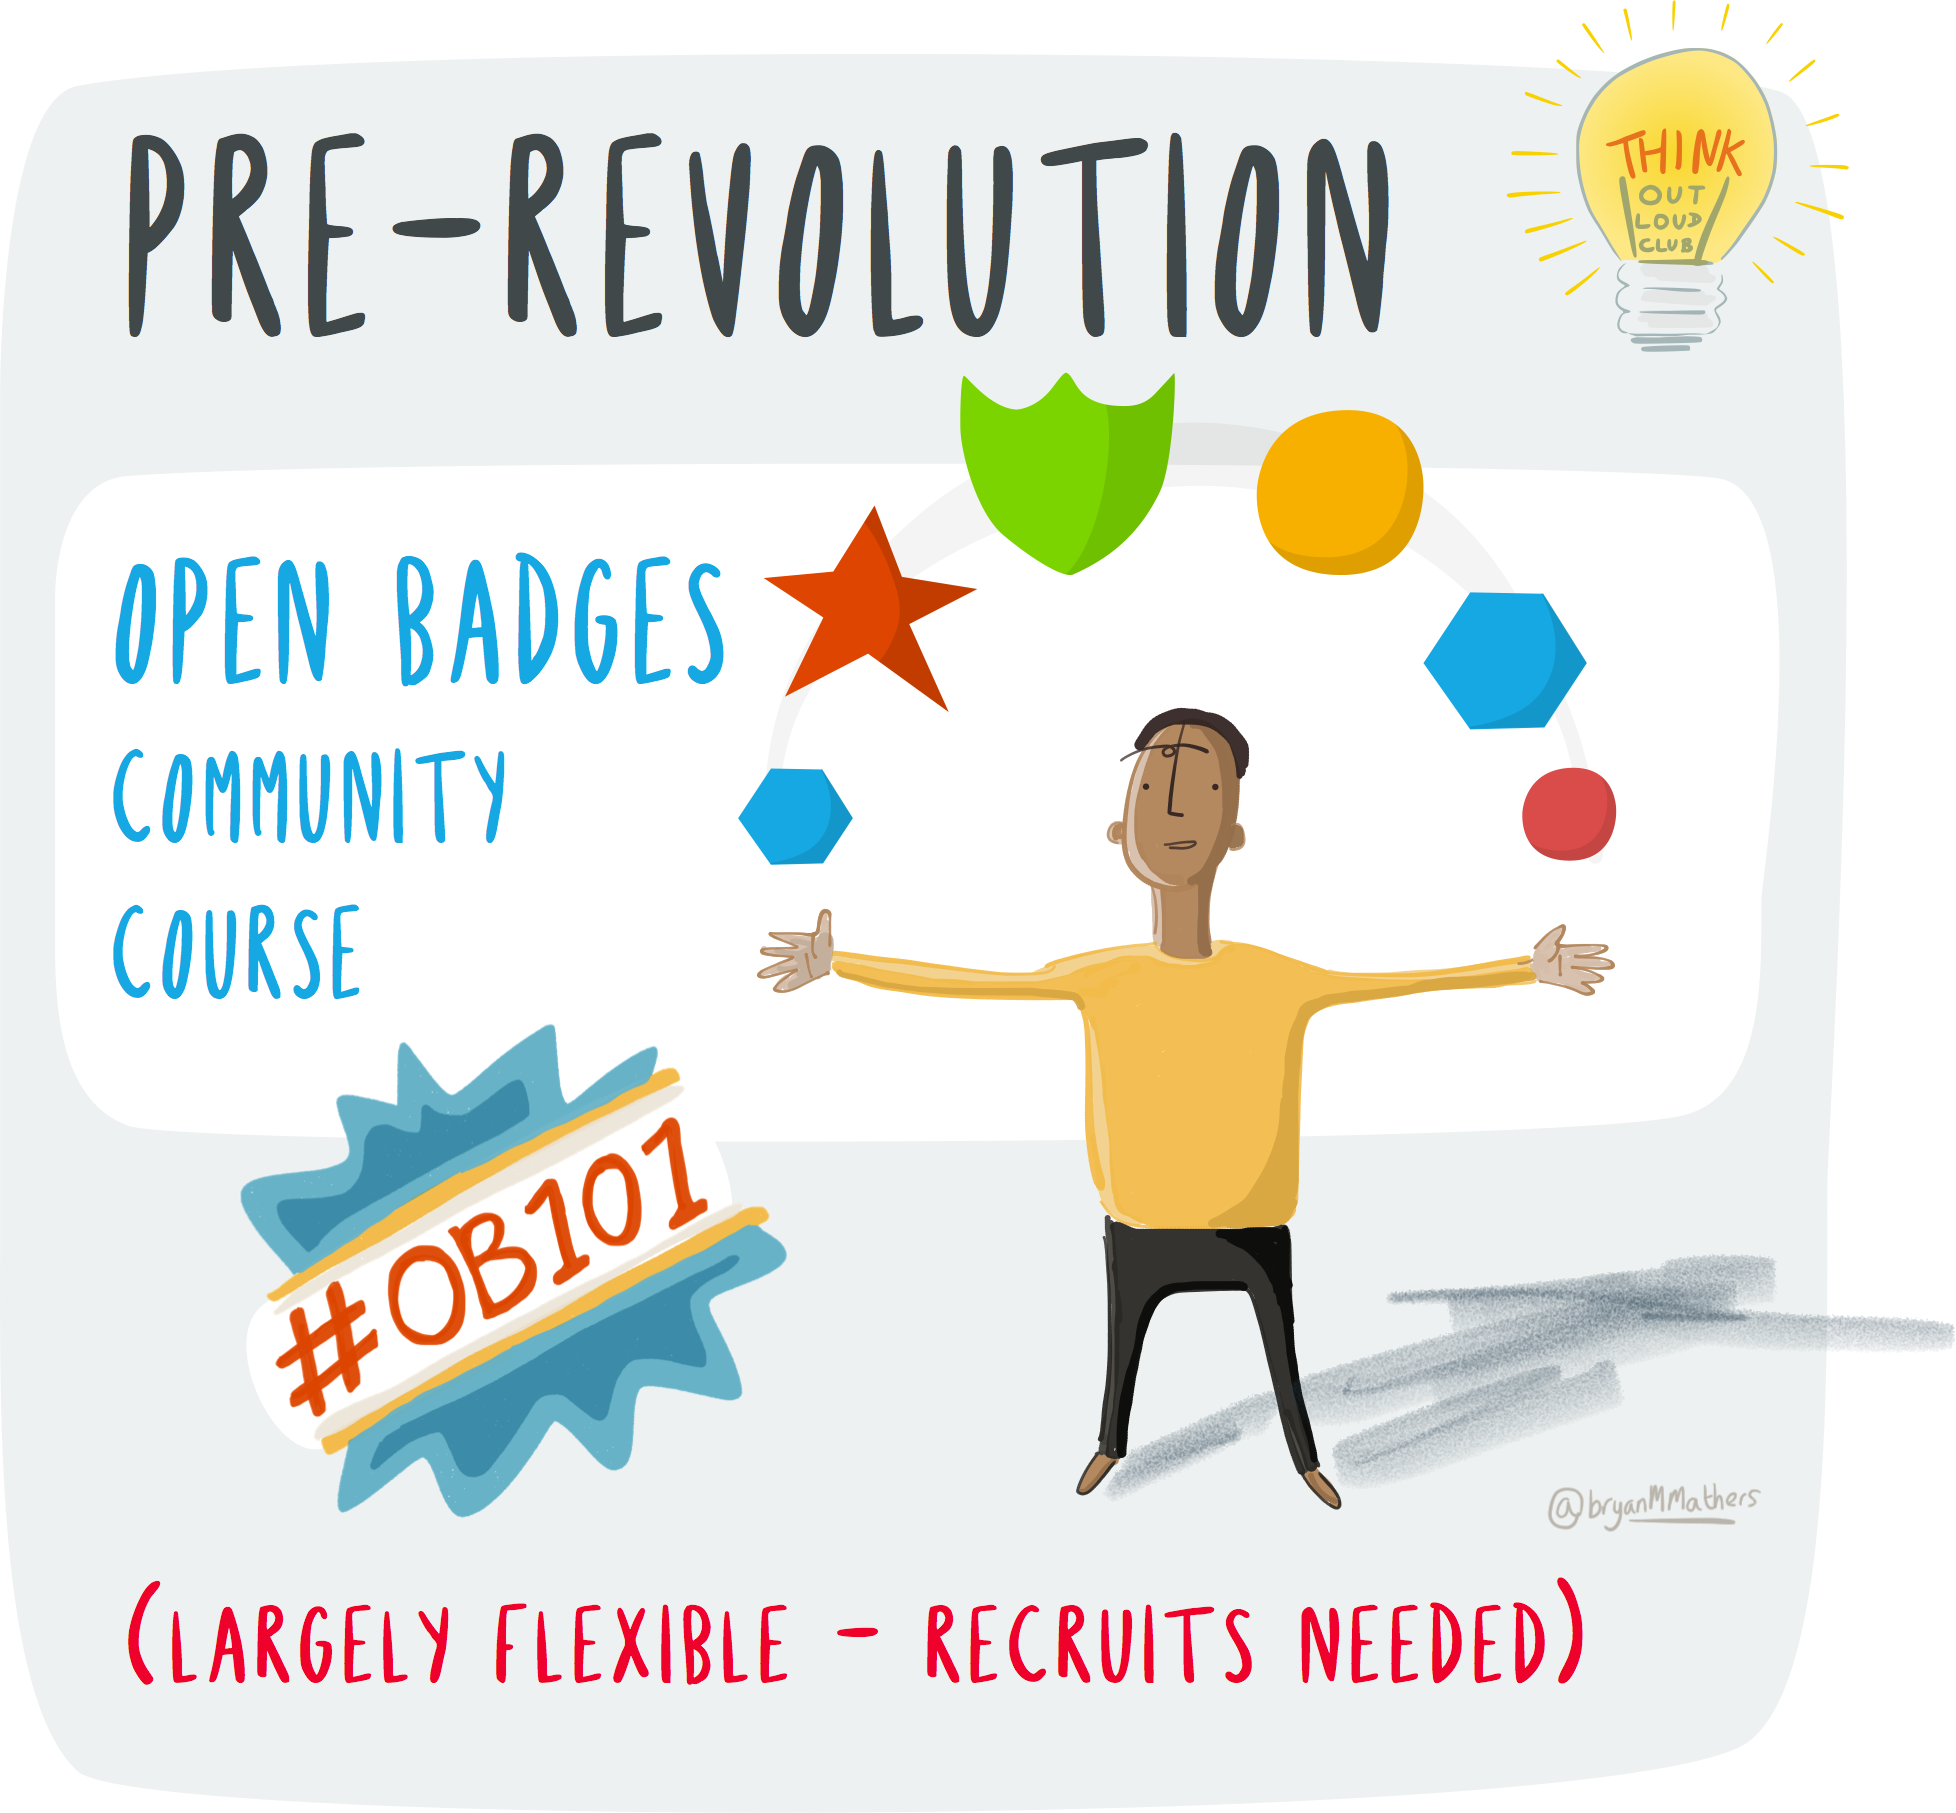 PRE-REVOLUTION
THINK
OUT
LOUD
CLUB
OPEN BADGES
COMMUNITY
COURSE
#OB101
@bryanMMathers
(LARGELY FLEXIBLE - RECRUITS NEEDED)